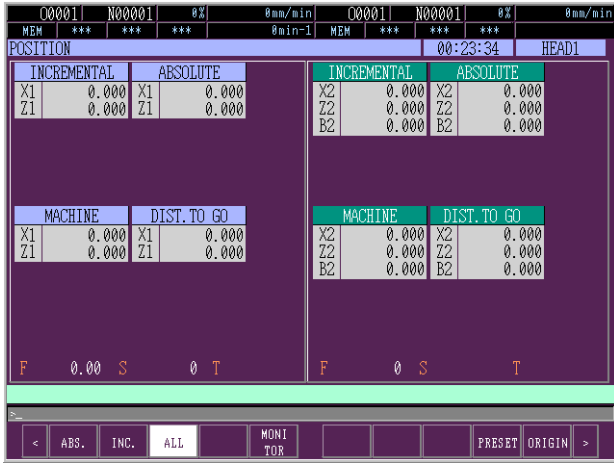 O0001 N0001 0% 0mm/min O0001 N0001 0% 0mm/min
MEM *** *** *** 0min-1 MEM *** *** ***
POSITION 00:23:34 HEAD1
INCREMENTAL ABSOLUTE INCREMENTAL ABSOLUTE
X1 0.000 X1 0.000 X2 0.000 X2 0.000
Z1 0.000 Z1 0.000 Z2 0.000 Z2 0.000
B2 0.000 B2 0.000
MACHINE DIST.TO GO MACHINE DIST.TO GO
X1 0.000 X1 0.000 X2 0.000 X2 0.000
Z1 0.000 Z1 0.000 Z2 0.000 Z2 0.000
B2 0.000 B2 0.000
F 0.00 S 0 T F 0 S T
>_
< ABS. INC. ALL MONI PRESET ORIGIN >
TOR